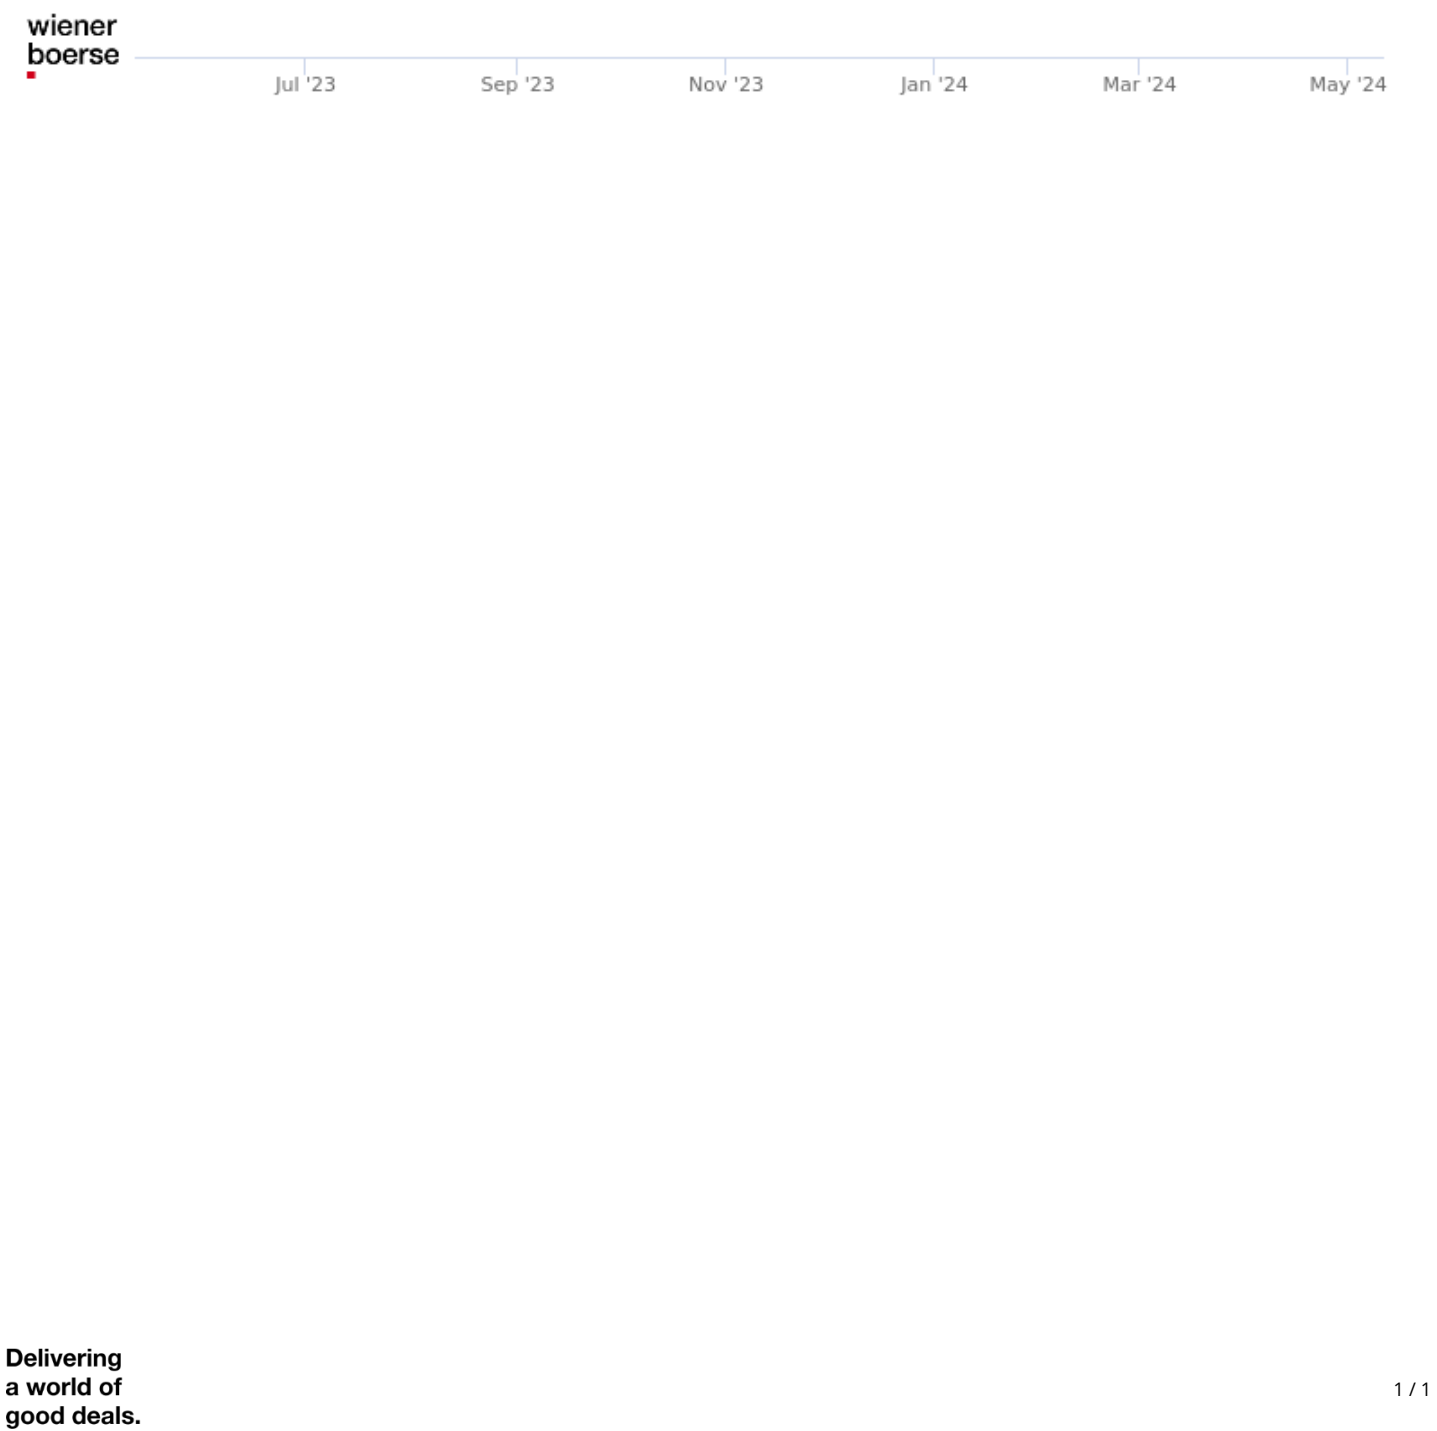 wiener
boerse
Jul '23 Sep '23 Nov '23 Jan '24 Mar '24 May '24
Delivering
a world of
good deals.
1 / 1